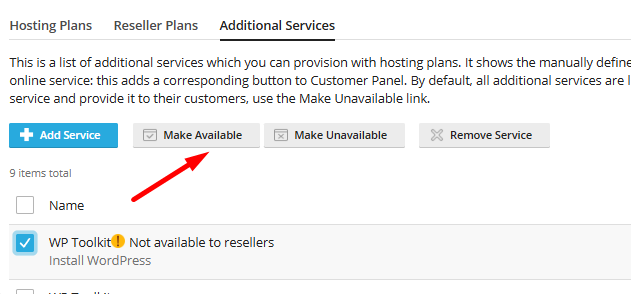 Hosting Plans Reseller Plans Additional Services
This is a list of additional services which you can provision with hosting plans. It shows the manually define
online service: this adds a corresponding button to Customer Panel. By default, all additional services are l
service and provide it to their customers, use the Make Unavailable link.
Add Service Make Available Make Unavailable Remove Service
9 items total
Name
WP Toolkit! Not available to resellers
Install WordPress